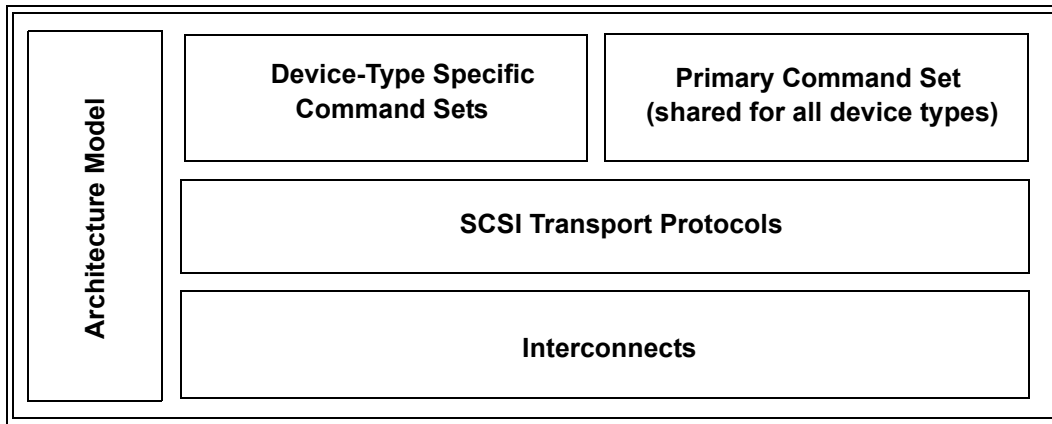 Architecture Model
Device-Type Specific
Command Sets
Primary Command Set
(shared for all device types)
SCSI Transport Protocols
Interconnects